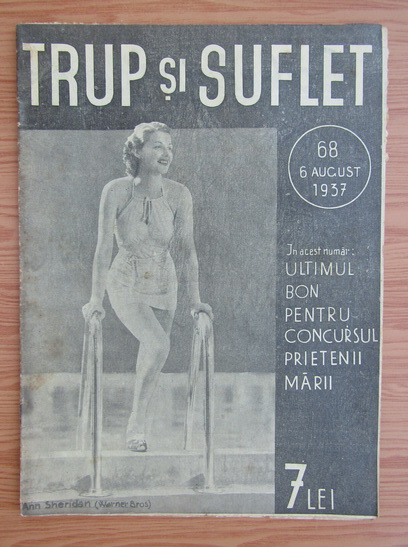 TRUP ȘI SUFLET
68
6 AUGUST
1937
In acest număr:
ULTIMUL
BON
PENTRU
CONCURSUL
PRIETENII
MĂRII
7 LEI
Ann Sheridan (Warner Bros)